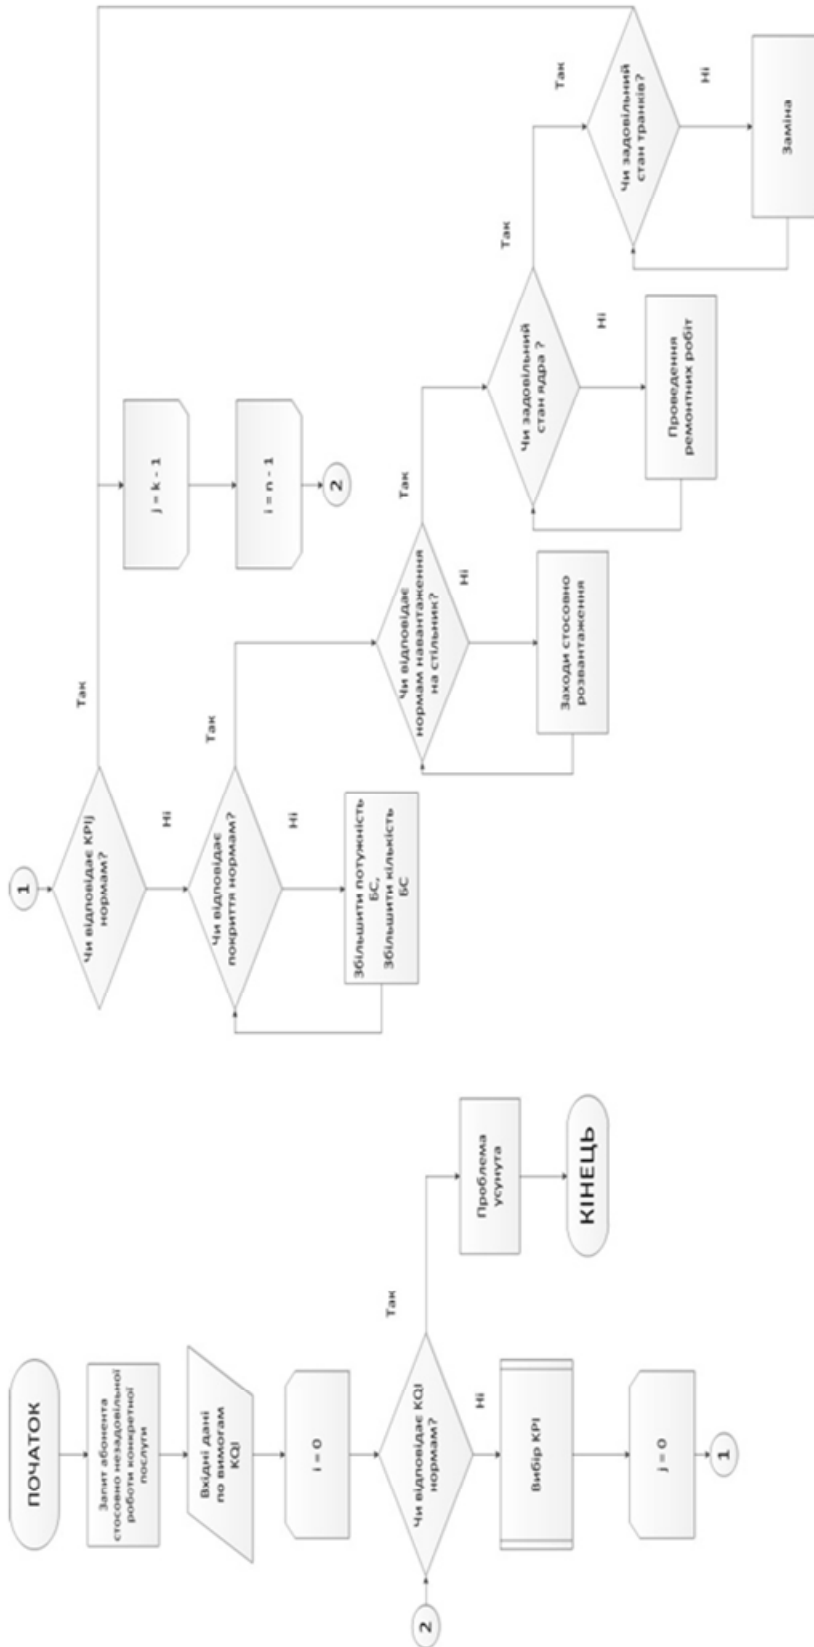 ПОЧАТОК
Запит абонента
стосовно незадовільної
роботи конкретної
послуги
Вхідні дані
по вимогам
KQI
i = 0
2
Чи відповідає KQI
нормам?
Так
Ні
Проблема
усунута
КІНЕЦЬ
Вибір KPI
j = 0
1
1
Чи відповідає KPIj
нормам?
Так
Ні
j = k - 1
i = n - 1
2
Чи відповідає
покриття нормам?
Так
Ні
Збільшити потужність
БС,
Збільшити кількість
БС
Чи відповідає
нормам навантаження
на стільник?
Так
Ні
Заходи стосовно
розвантаження
Чи задовільний
стан ядра ?
Так
Ні
Проведення
ремонтних робіт
Чи задовільний
стан транків?
Так
Ні
Заміна